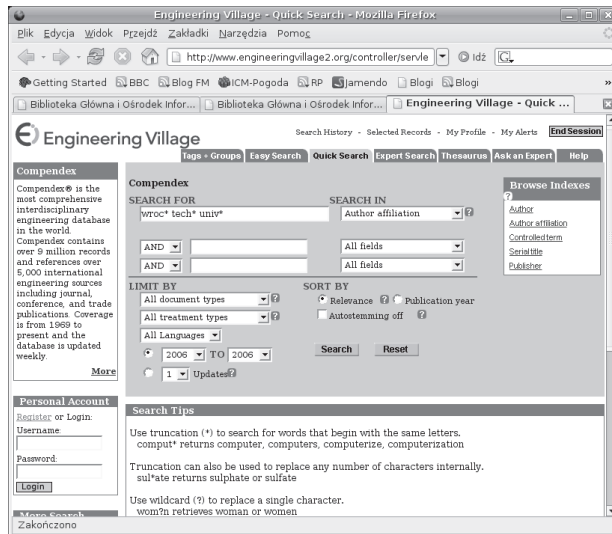 Engineering Village - Quick Search - Mozilla Firefox
Plik Edycja Widok Przejdź Zakładki Narzędzia Pomoc
http://www.engineeringvillage2.org/controller/servle Idź
Getting Started BBC Blog FM ICM-Pogoda RP Jamendo Blogi Blogi »
Biblioteka Główna i Ośrodek Infor... Biblioteka Główna i Ośrodek Infor... Engineering Village - Quick ...
Engineering Village
Search History - Selected Records - My Profile - My Alerts End Session
Tags + Groups Easy Search Quick Search Expert Search Thesaurus Ask an Expert Help
Compendex
Compendex® is the
most comprehensive
interdisciplinary
engineering database
in the world.
Compendex contains
over 9 million records
and references over
5,000 international
engineering sources
including journal,
conference, and trade
publications. Coverage
is from 1969 to
present and the
database is updated
weekly.
More
Personal Account
Register or Login:
Username:
Password:
Login
More Search
Compendex
SEARCH FOR SEARCH IN
wroc* tech* univ* Author affiliation
AND All fields
AND All fields
LIMIT BY SORT BY
All document types Relevance Publication year
All treatment types Autostemming off
All Languages
2006 TO 2006 Search Reset
1 Updates
Browse Indexes
Author
Author affiliation
Controlled term
Serial title
Publisher
Search Tips
Use truncation (*) to search for words that begin with the same letters.
comput* returns computer, computers, computerize, computerization
Truncation can also be used to replace any number of characters internally.
sul*ate returns sulphate or sulfate
Use wildcard (?) to replace a single character.
wom?n retrieves woman or women
Zakończono